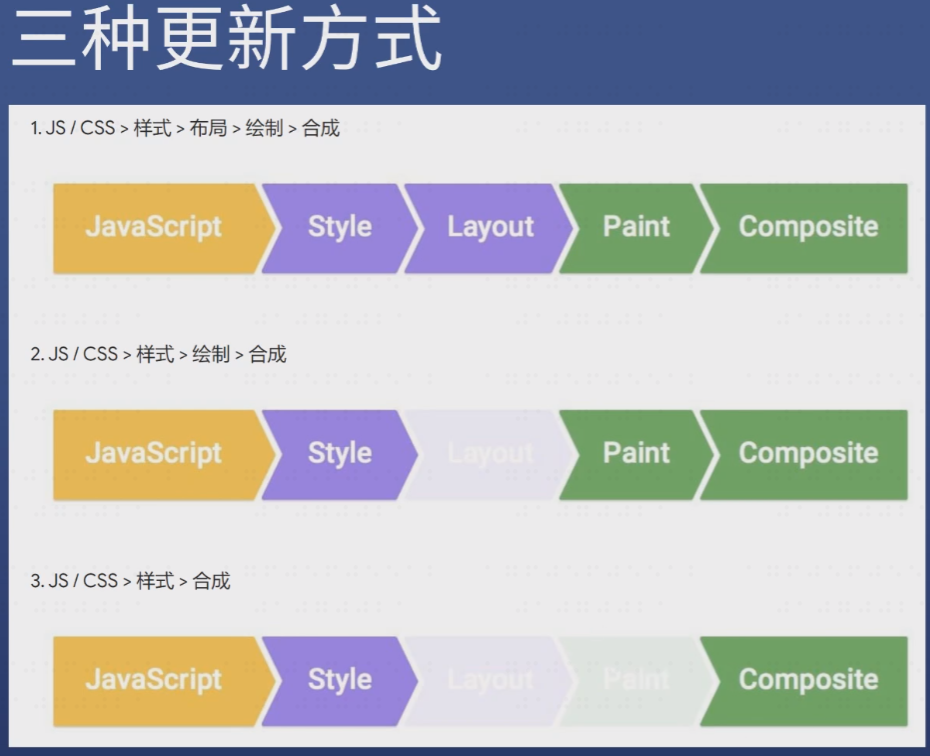 三种更新方式
1. JS / CSS > 样式 > 布局 > 绘制 > 合成
JavaScript Style Layout Paint Composite
2. JS / CSS > 样式 > 绘制 > 合成
JavaScript Style Layout Paint Composite
3. JS / CSS > 样式 > 合成
JavaScript Style Layout Paint Composite